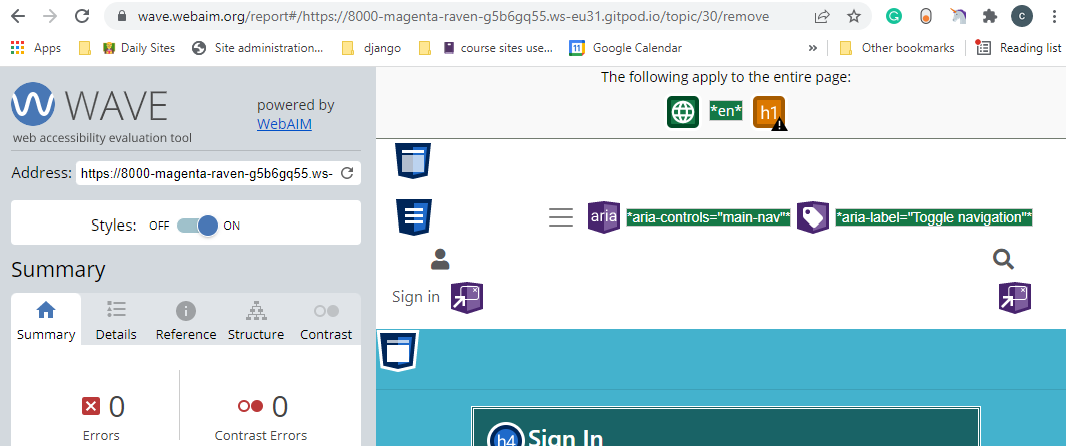 wave.webaim.org/report#/https://8000-magenta-raven-g5b6gq55.ws-eu31.gitpod.io/topic/30/remove
G
c
Apps
Daily Sites
Site administration...
django
course sites use...
11
Google Calendar
»
Other bookmarks
Reading list
WAVE
web accessibility evaluation tool
powered by
WebAIM
Address: https://8000-magenta-raven-g5b6gq55.ws-
Styles: OFF ON
Summary
Summary Details Reference Structure Contrast
0
Errors
0
Contrast Errors
The following apply to the entire page:
*en* h1
aria *aria-controls="main-nav"* *aria-label="Toggle navigation"*
Sign in
h4 Sign In